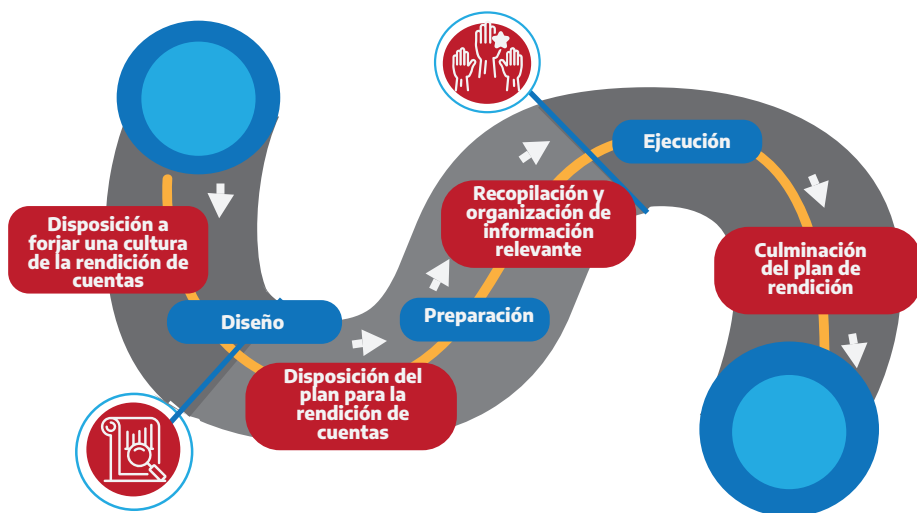 Disposición a
forjar una cultura
de la rendición de
cuentas
Diseño
Disposición del
plan para la
rendición de
cuentas
Preparación
Recopilación y
organización de
información
relevante
Ejecución
Culminación
del plan de
rendición